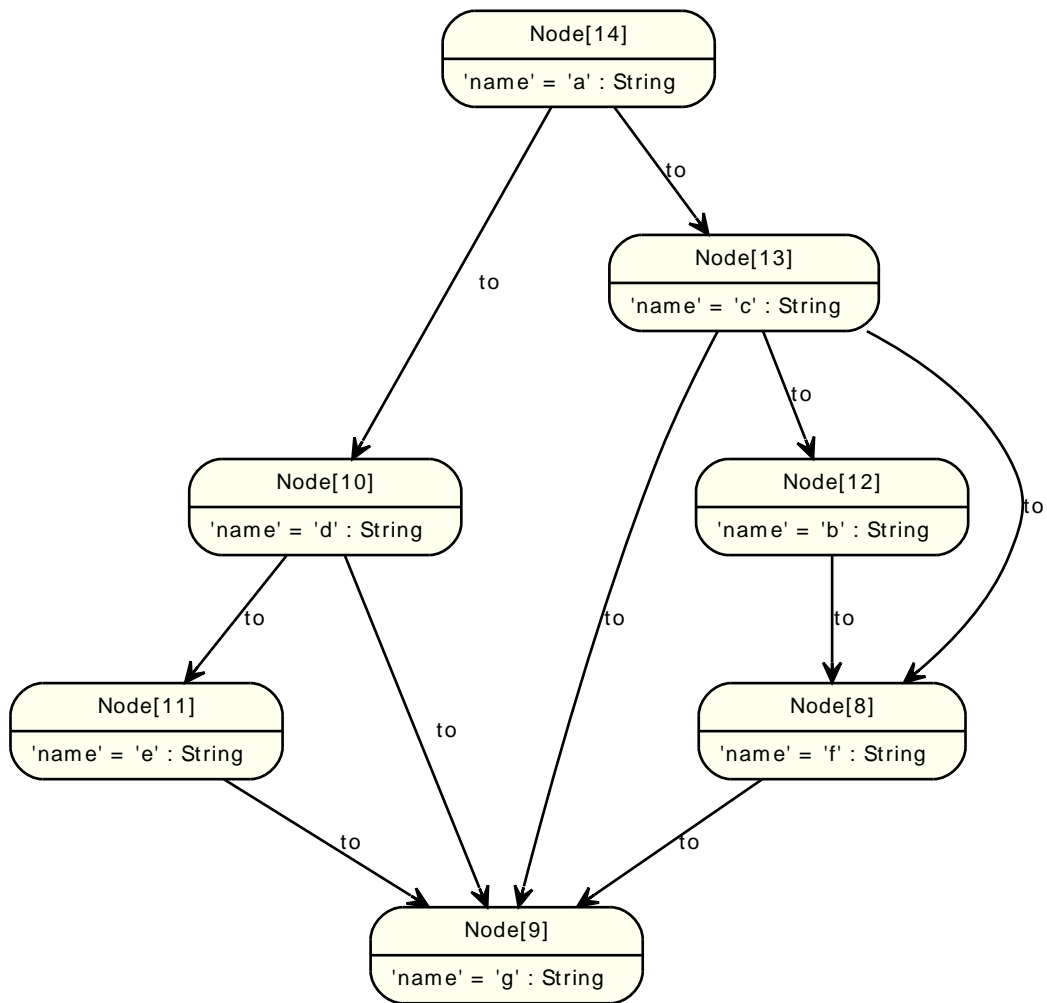 Node[14]
'name' = 'a' : String
to
Node[13]
'name' = 'c' : String
to
to
Node[10]
'name' = 'd' : String
Node[12]
'name' = 'b' : String
to
to
to
to
Node[11]
'name' = 'e' : String
Node[8]
'name' = 'f' : String
to
to
to
Node[9]
'name' = 'g' : String